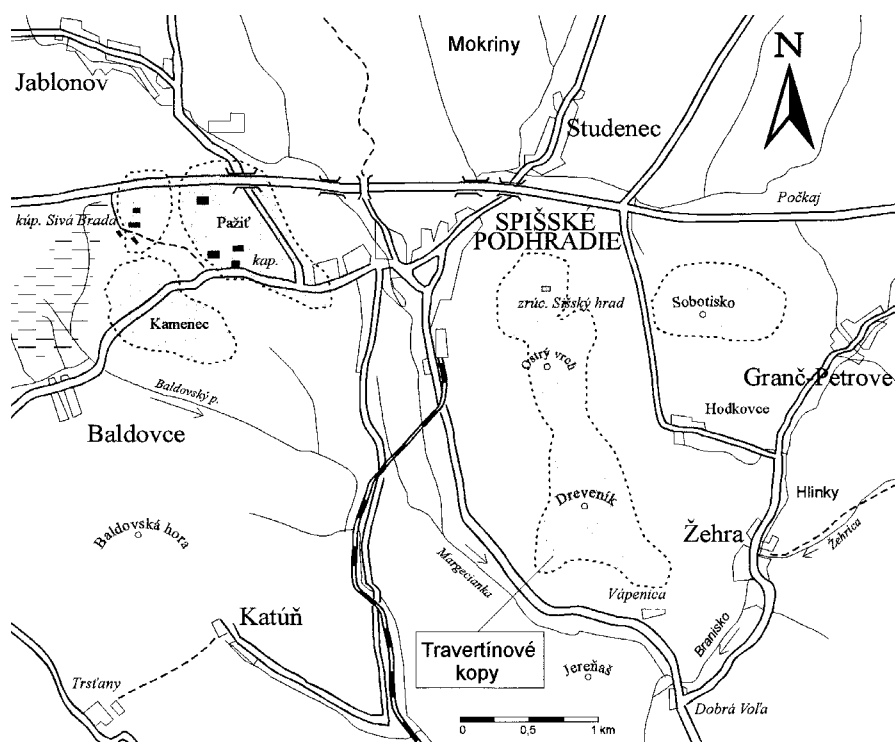 Mokriny
N
Jablonov
Studenec
Počkaj
kúp. Sivá Brada
Pažiť
SPIŠSKÉ
PODHRADIE
kap.
zrúc. Sišský hrad
Sobotisko
Kamenec
Ostrý vrch
Granč-Petrove
Baldovský p.
Hodkovce
Baldovce
Hlinky
Dreveník
Baldovská hora
Žehra
Žehrica
Margecianka
Vápenica
Katúň
Branisko
Travertínové
kopy
Jereňaš
Trsťany
Dobrá Voľa
0 0,5 1 km